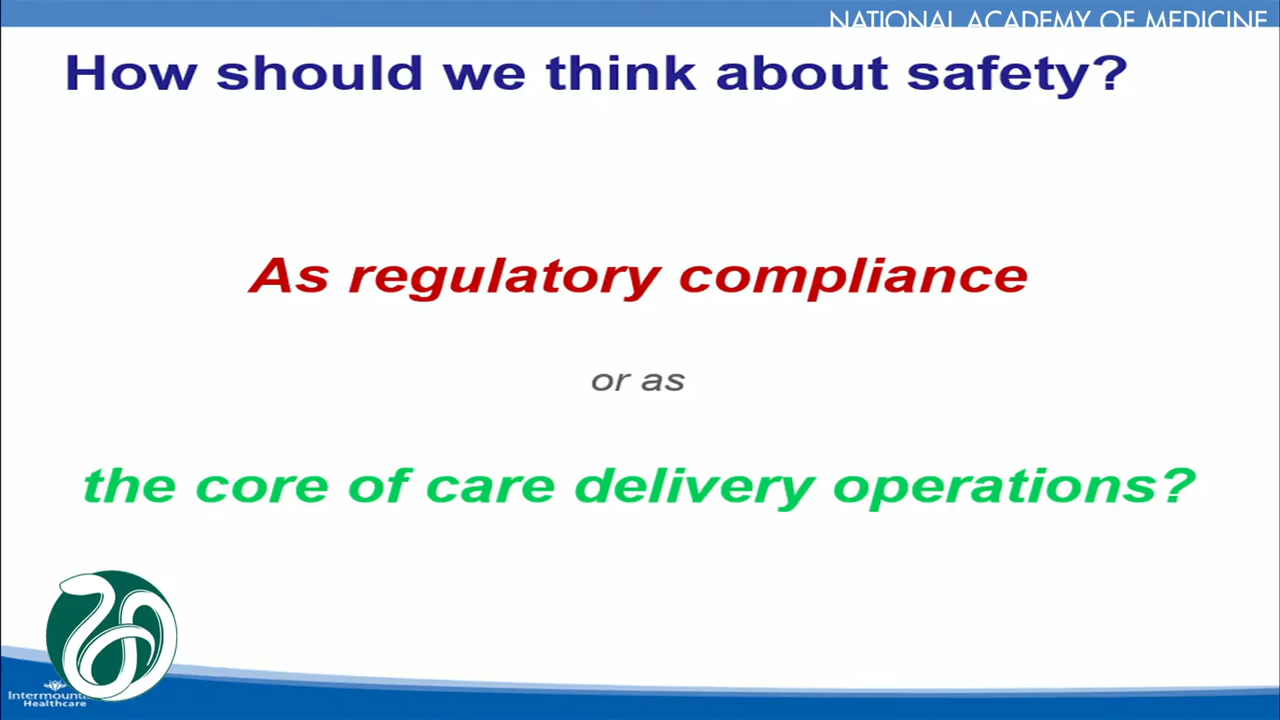 NATIONAL ACADEMY OF MEDICINE
How should we think about safety?
As regulatory compliance
or as
the core of care delivery operations?
Intermount
Healthcare